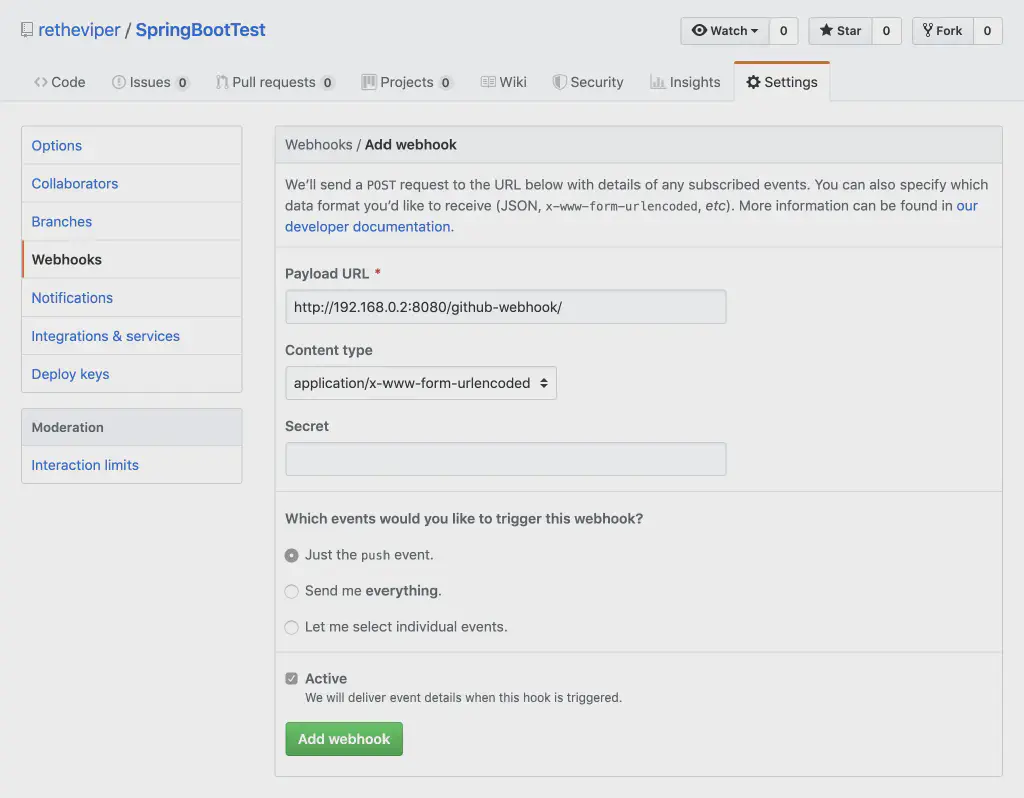 retheviper / SpringBootTest
Watch 0 Star 0 Fork 0
Code Issues 0 Pull requests 0 Projects 0 Wiki Security Insights Settings
Options
Collaborators
Branches
Webhooks
Notifications
Integrations & services
Deploy keys
Moderation
Interaction limits
Webhooks / Add webhook
We’ll send a POST request to the URL below with details of any subscribed events. You can also specify which
data format you’d like to receive (JSON, x-www-form-urlencoded, etc). More information can be found in our
developer documentation.
Payload URL *
http://192.168.0.2:8080/github-webhook/
Content type
application/x-www-form-urlencoded
Secret
Which events would you like to trigger this webhook?
Just the push event.
Send me everything.
Let me select individual events.
Active
We will deliver event details when this hook is triggered.
Add webhook